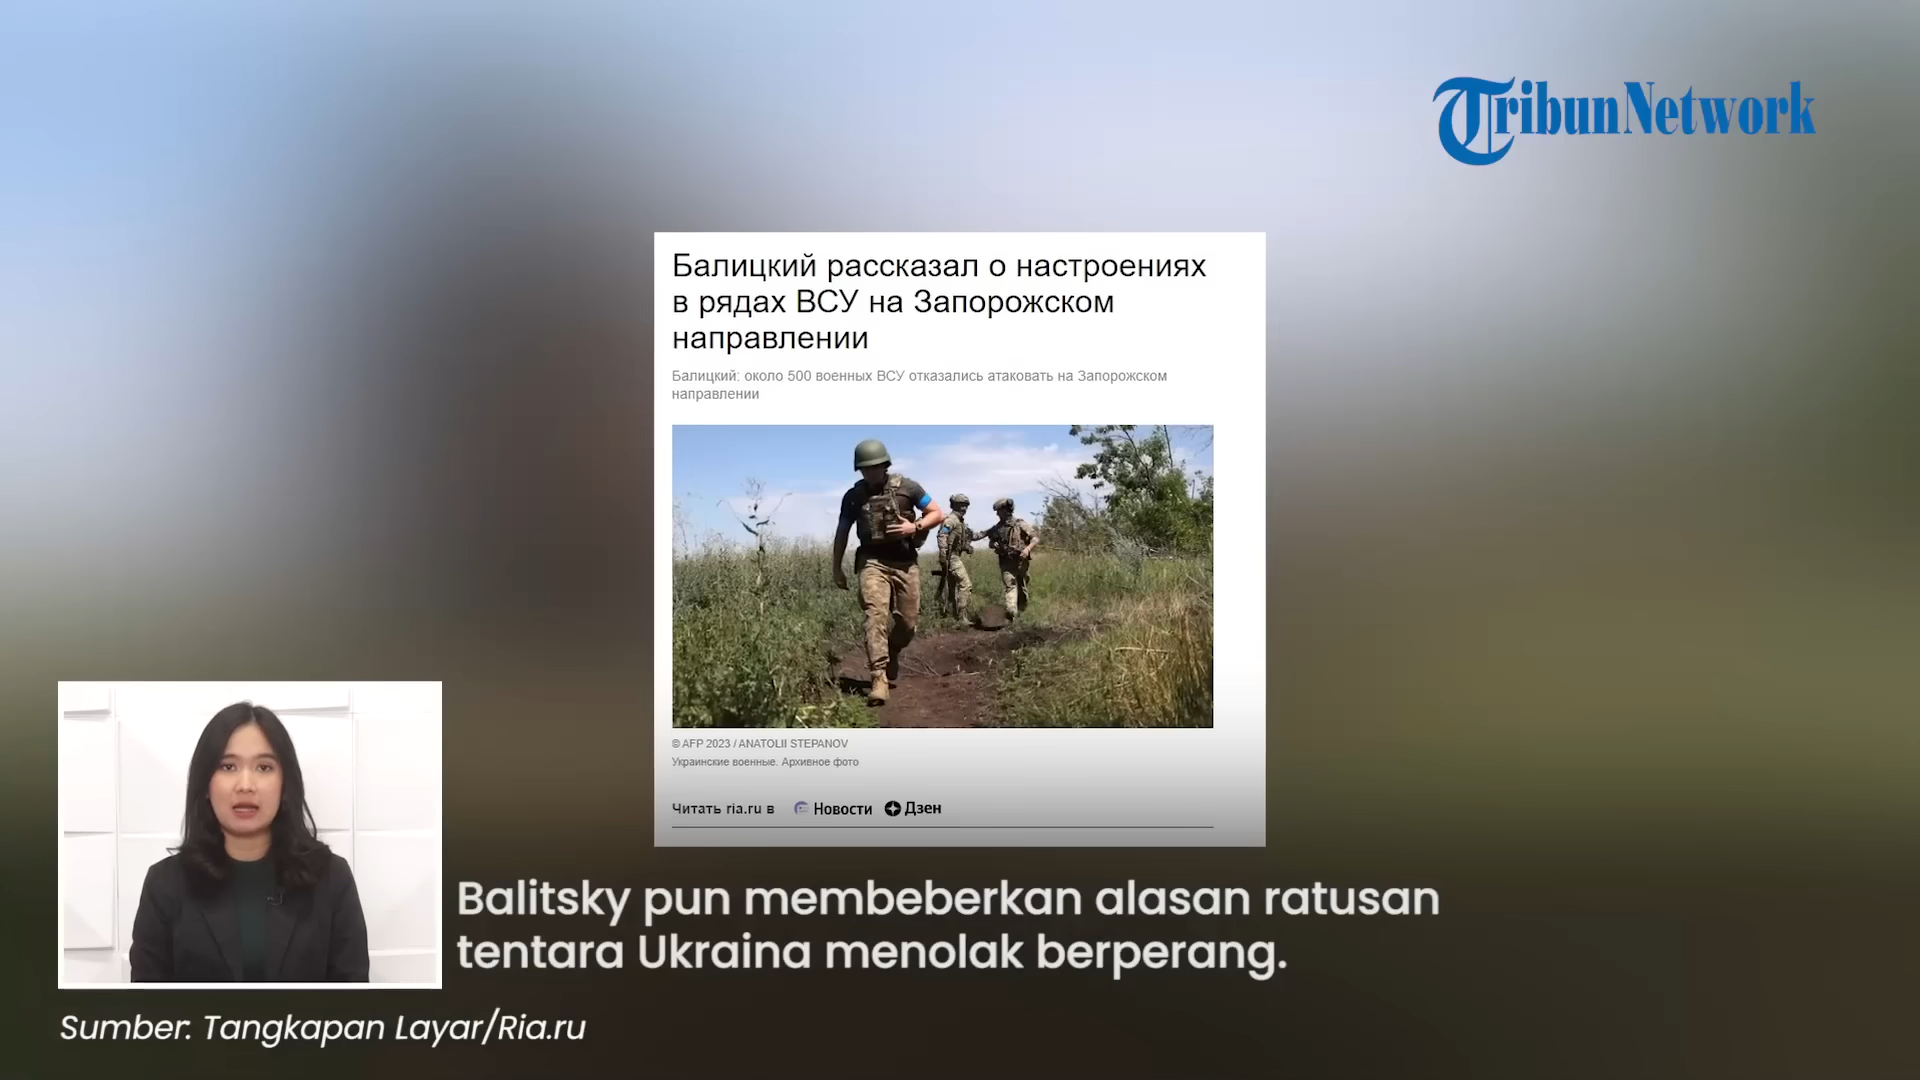 Tribun Network
Балицкий рассказал о настроениях
в рядах ВСУ на Запорожском
направлении
Балицкий: около 500 военных ВСУ отказались атаковать на Запорожском
направлении
© AFP 2023 / ANATOLII STEPANOV
Украинские военные. Архивное фото
Читать ria.ru в Новости Дзен
Balitsky pun membeberkan alasan ratusan
tentara Ukraina menolak berperang.
Sumber: Tangkapan Layar/Ria.ru